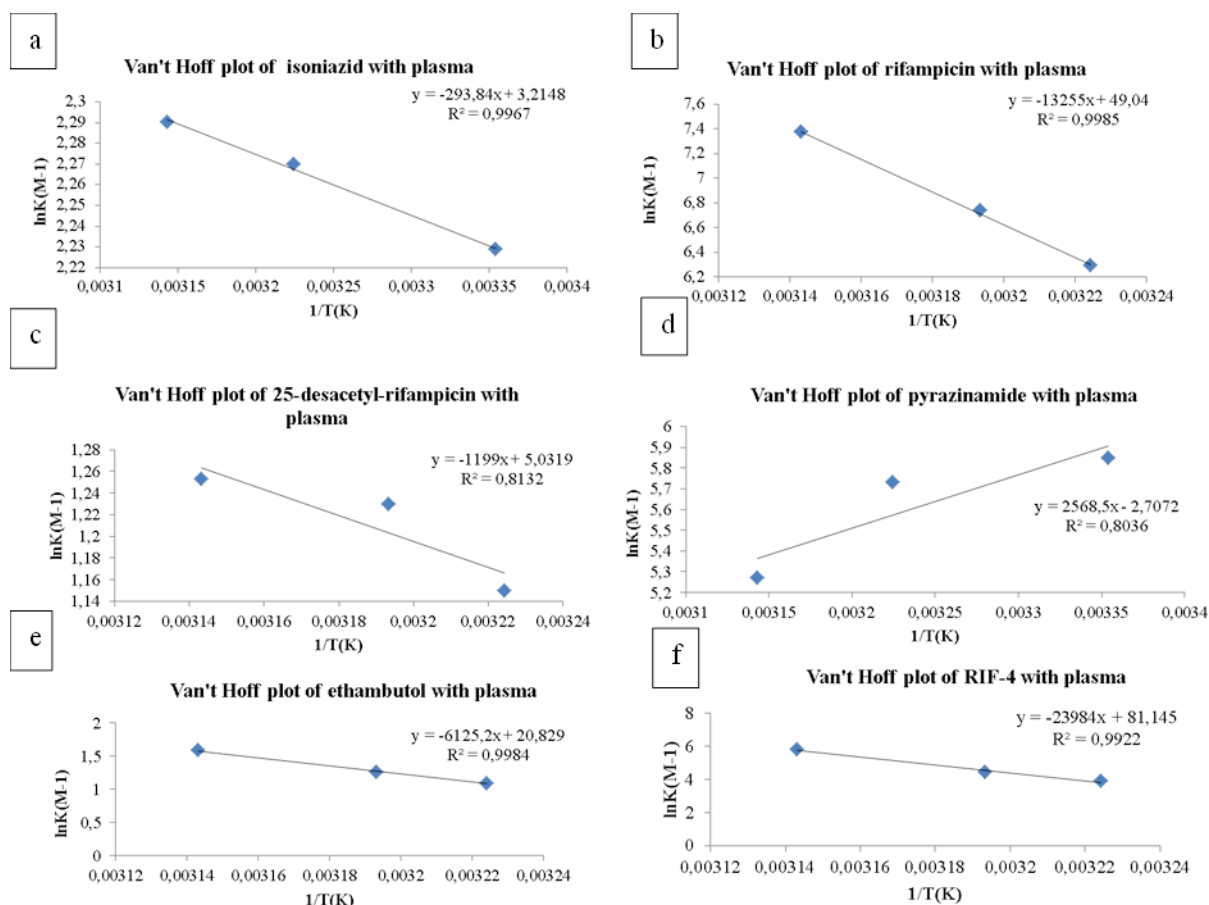 a
Van't Hoff plot of isoniazid with plasma
y = -293,84x + 3,2148
R² = 0,9967
lnK(M-1)
2,3
2,29
2,28
2,27
2,26
2,25
2,24
2,23
2,22
0,0031 0,00315 0,0032 0,00325 0,0033 0,00335 0,0034
1/T(K)
b
Van't Hoff plot of rifampicin with plasma
y = -13255x + 49,04
R² = 0,9985
lnK(M-1)
7,6
7,4
7,2
7
6,8
6,6
6,4
6,2
0,00312 0,00314 0,00316 0,00318 0,0032 0,00322 0,00324
1/T(K)
c
Van't Hoff plot of 25-desacetyl-rifampicin with
plasma
y = -1199x + 5,0319
R² = 0,8132
lnK(M-1)
1,28
1,26
1,24
1,22
1,2
1,18
1,16
1,14
0,00312 0,00314 0,00316 0,00318 0,0032 0,00322 0,00324
1/T(K)
d
Van't Hoff plot of pyrazinamide with plasma
y = 2568,5x - 2,7072
R² = 0,8036
lnK(M-1)
6
5,9
5,8
5,7
5,6
5,5
5,4
5,3
5,2
0,0031 0,00315 0,0032 0,00325 0,0033 0,00335 0,0034
1/T(K)
e
Van't Hoff plot of ethambutol with plasma
y = -6125,2x + 20,829
R² = 0,9984
lnK(M-1)
2
1,5
1
0,5
0
0,00312 0,00314 0,00316 0,00318 0,0032 0,00322 0,00324
1/T(K)
f
Van't Hoff plot of RIF-4 with plasma
y = -23984x + 81,145
R² = 0,9922
lnK(M-1)
8
6
4
2
0
0,00312 0,00314 0,00316 0,00318 0,0032 0,00322 0,00324
1/T(K)